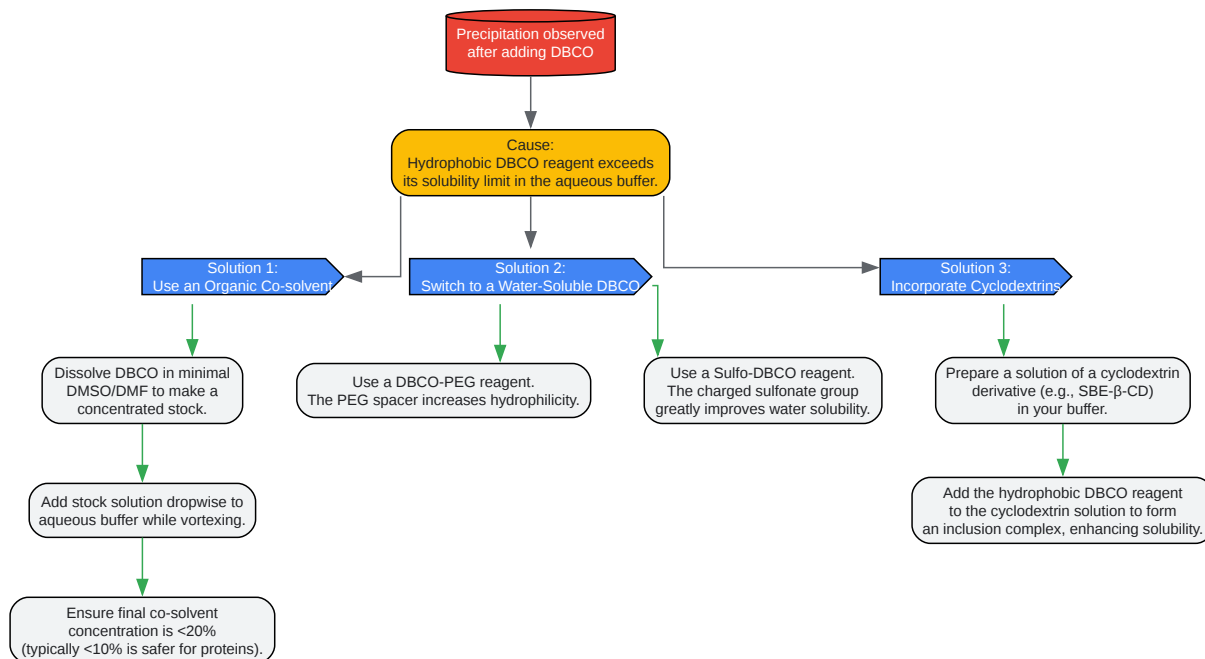 Precipitation observed
after adding DBCO
Cause:
Hydrophobic DBCO reagent exceeds
its solubility limit in the aqueous buffer.
Solution 1:
Use an Organic Co-solvent
Solution 2:
Switch to a Water-Soluble DBCO
Solution 3:
Incorporate Cyclodextrins
Dissolve DBCO in minimal
DMSO/DMF to make a
concentrated stock.
Use a DBCO-PEG reagent.
The PEG spacer increases hydrophilicity.
Use a Sulfo-DBCO reagent.
The charged sulfonate group
greatly improves water solubility.
Prepare a solution of a cyclodextrin
derivative (e.g., SBE-β-CD)
in your buffer.
Add stock solution dropwise to
aqueous buffer while vortexing.
Add the hydrophobic DBCO reagent
to the cyclodextrin solution to form
an inclusion complex, enhancing solubility.
Ensure final co-solvent
concentration is <20%
(typically <10% is safer for proteins).